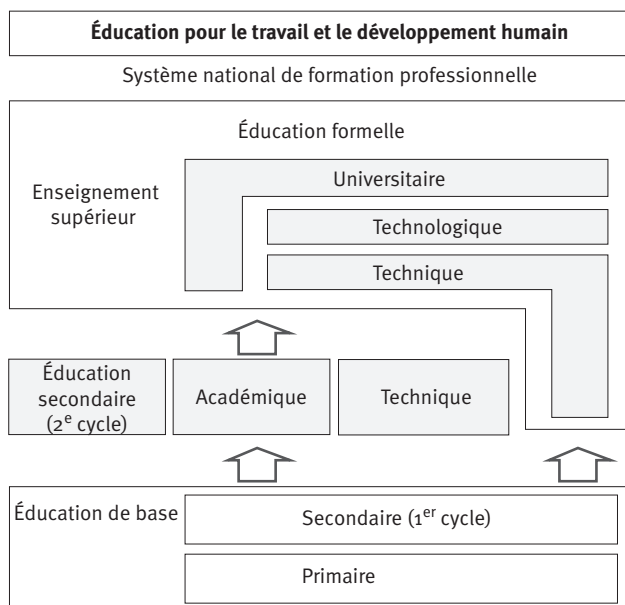 Éducation pour le travail et le développement humain
Système national de formation professionnelle
Éducation formelle
Enseignement
supérieur
Universitaire
Technologique
Technique
Éducation
secondaire
(2e cycle)
Académique
Technique
Éducation de base
Secondaire (1er cycle)
Primaire